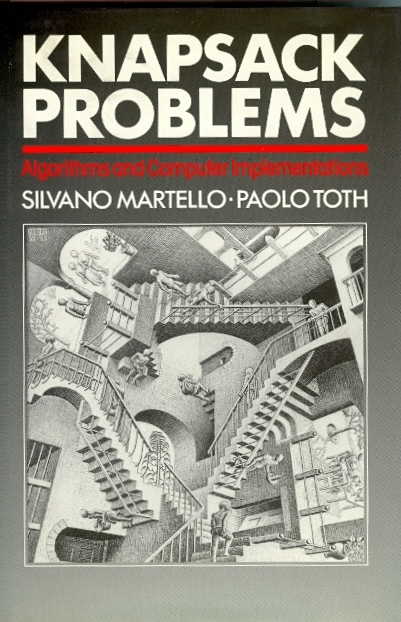 KNAPSACK
PROBLEMS
Algorithms and Computer Implementations
SILVANO MARTELLO · PAOLO TOTH